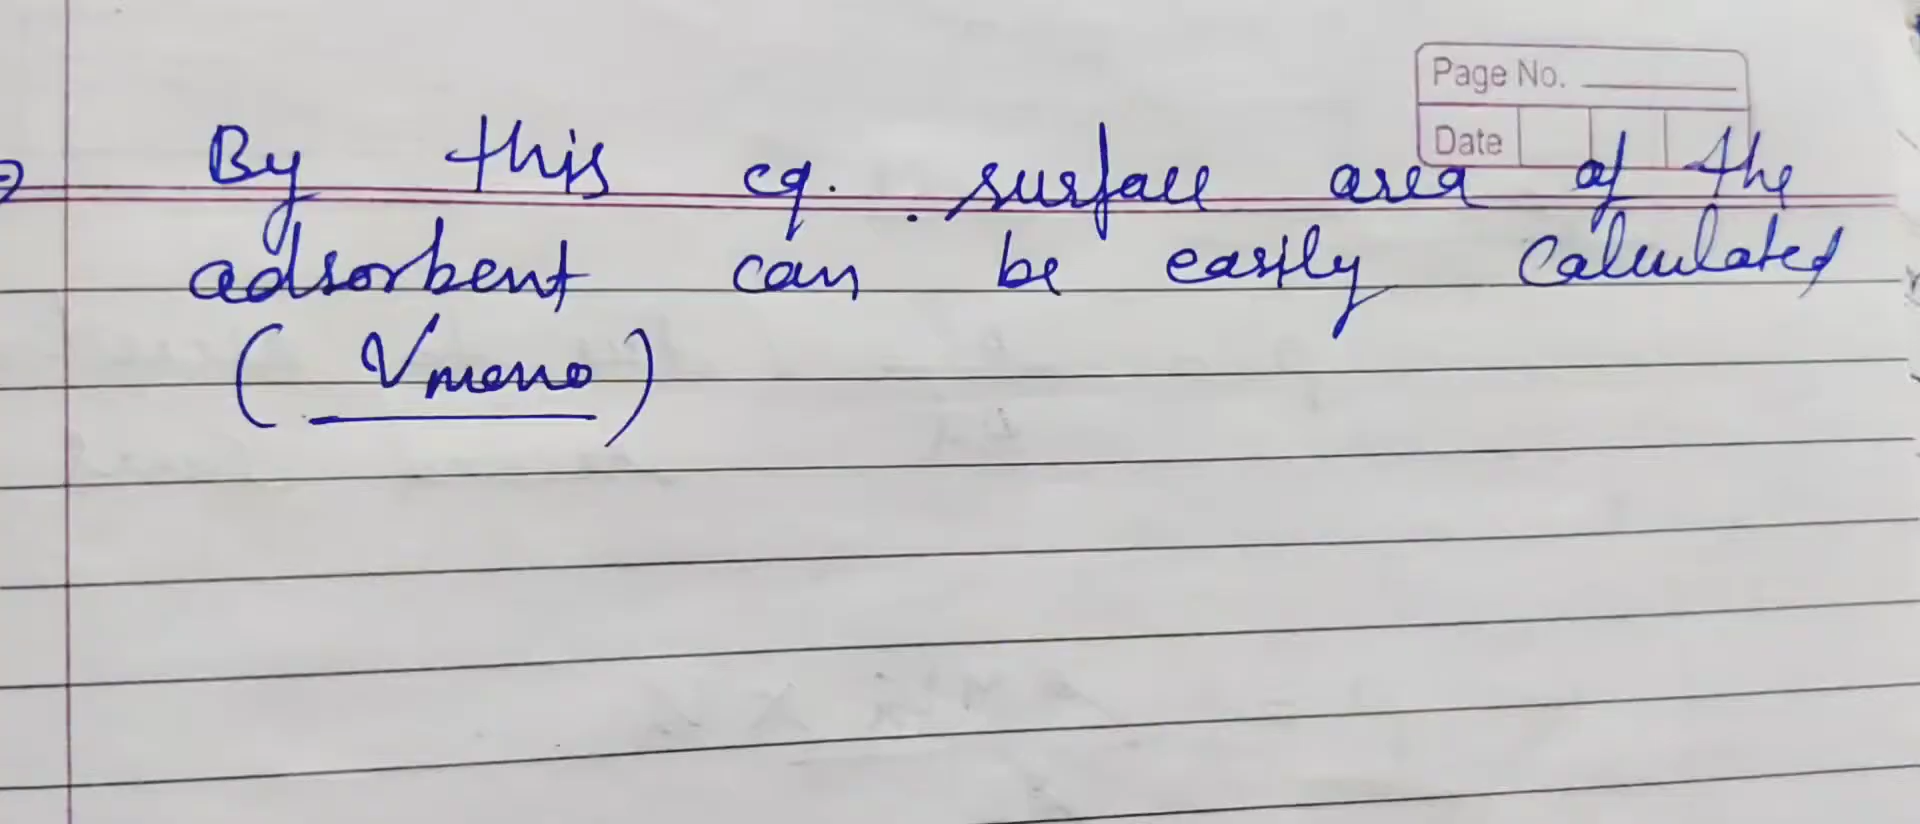 Page No.
Date
By this eq. surface area of the
adsorbent can be easily calculated
( Vmono )